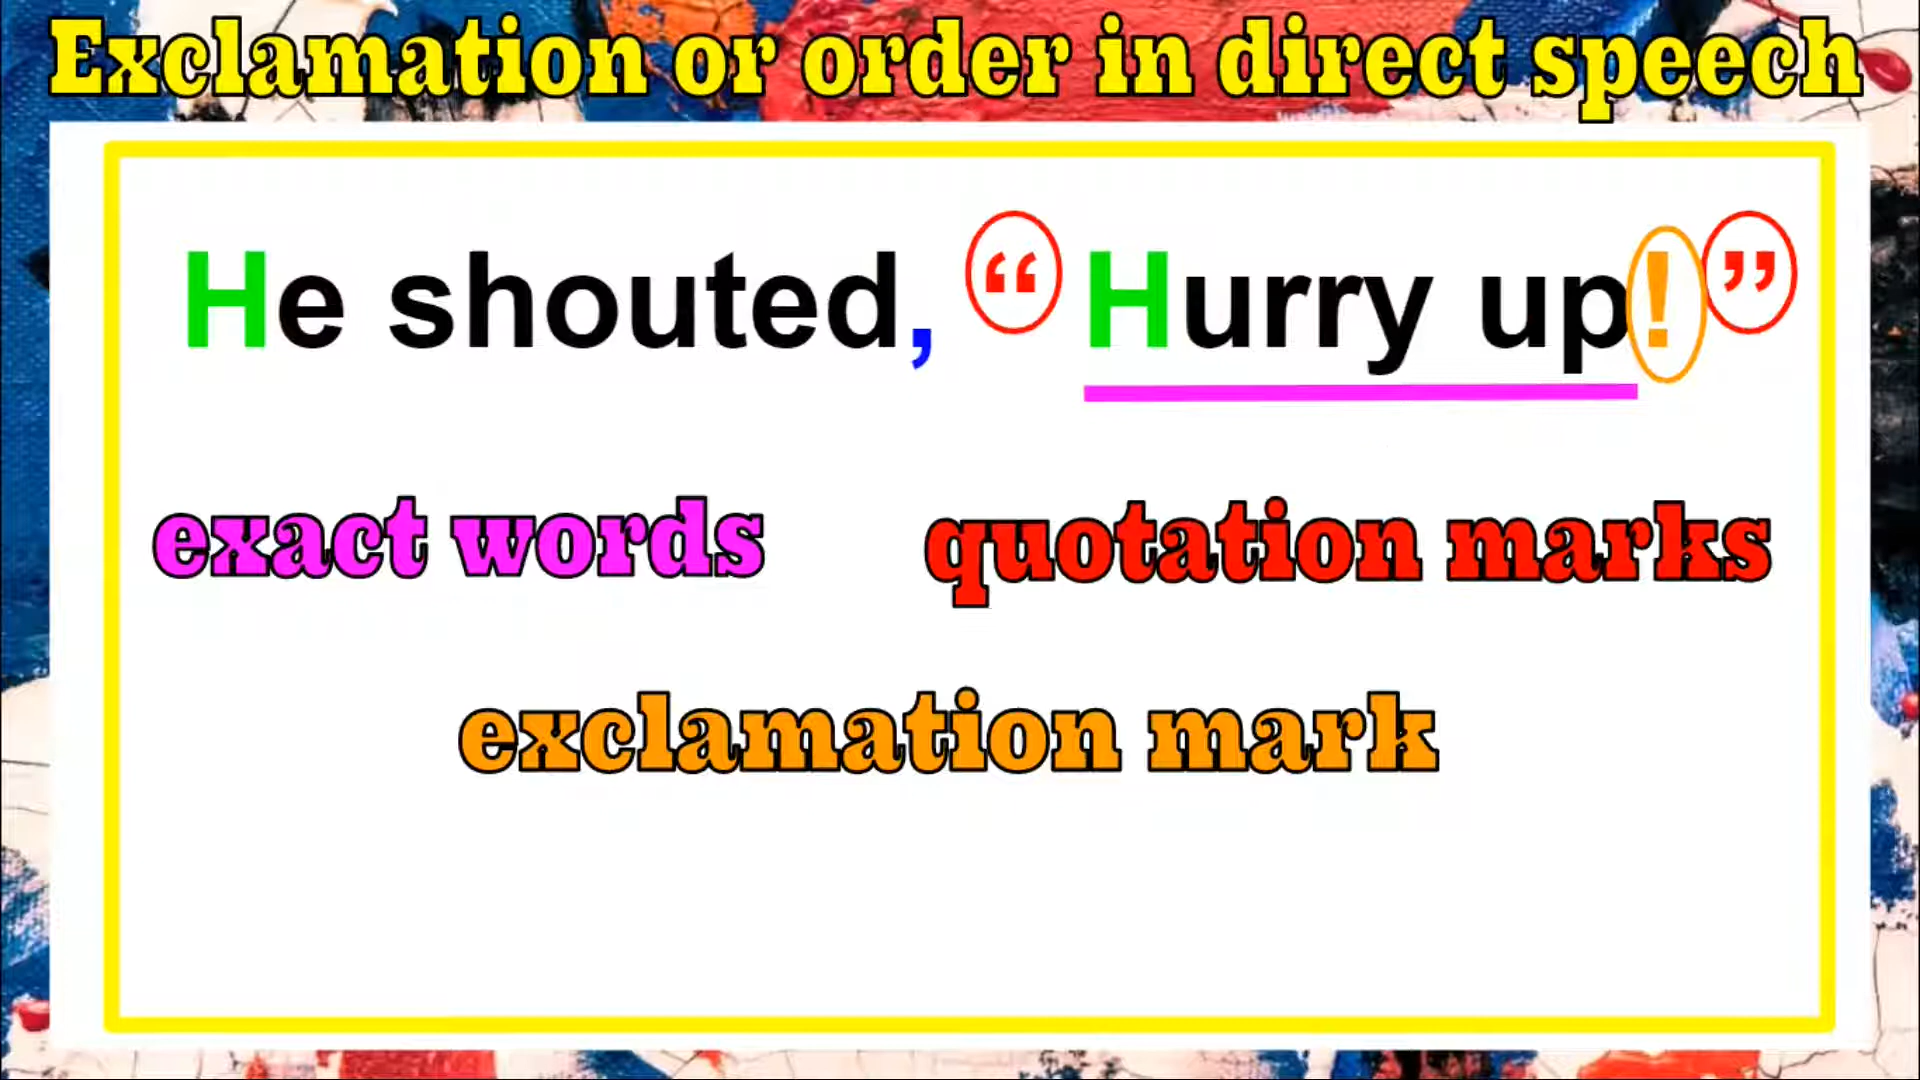 Exclamation or order in direct speech
He shouted, “ Hurry up!”
exact words quotation marks
exclamation mark